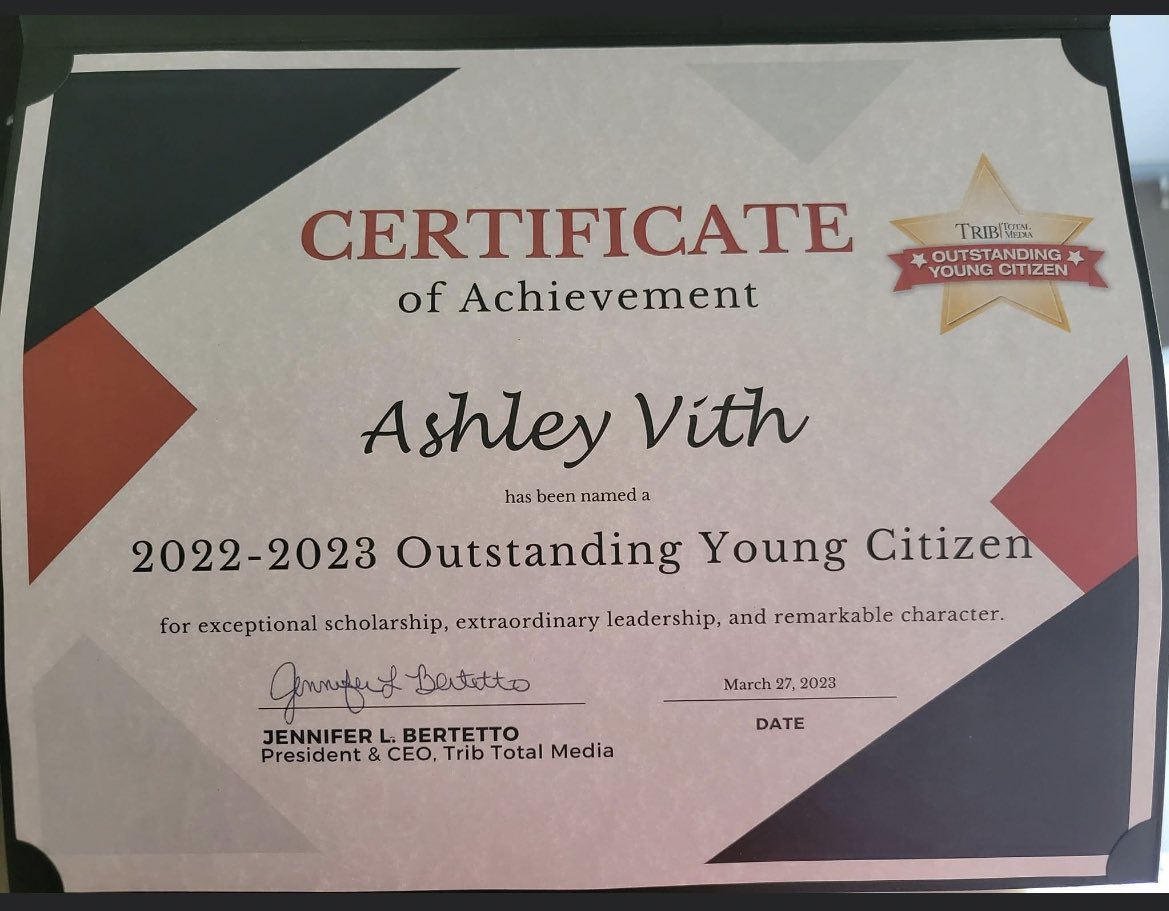 CERTIFICATE
of Achievement
TRIB TOTAL MEDIA
OUTSTANDING
YOUNG CITIZEN
Ashley Vith
has been named a
2022-2023 Outstanding Young Citizen
for exceptional scholarship, extraordinary leadership, and remarkable character.
Jennifer L Bertetto
March 27, 2023
JENNIFER L. BERTETTO
DATE
President & CEO, Trib Total Media